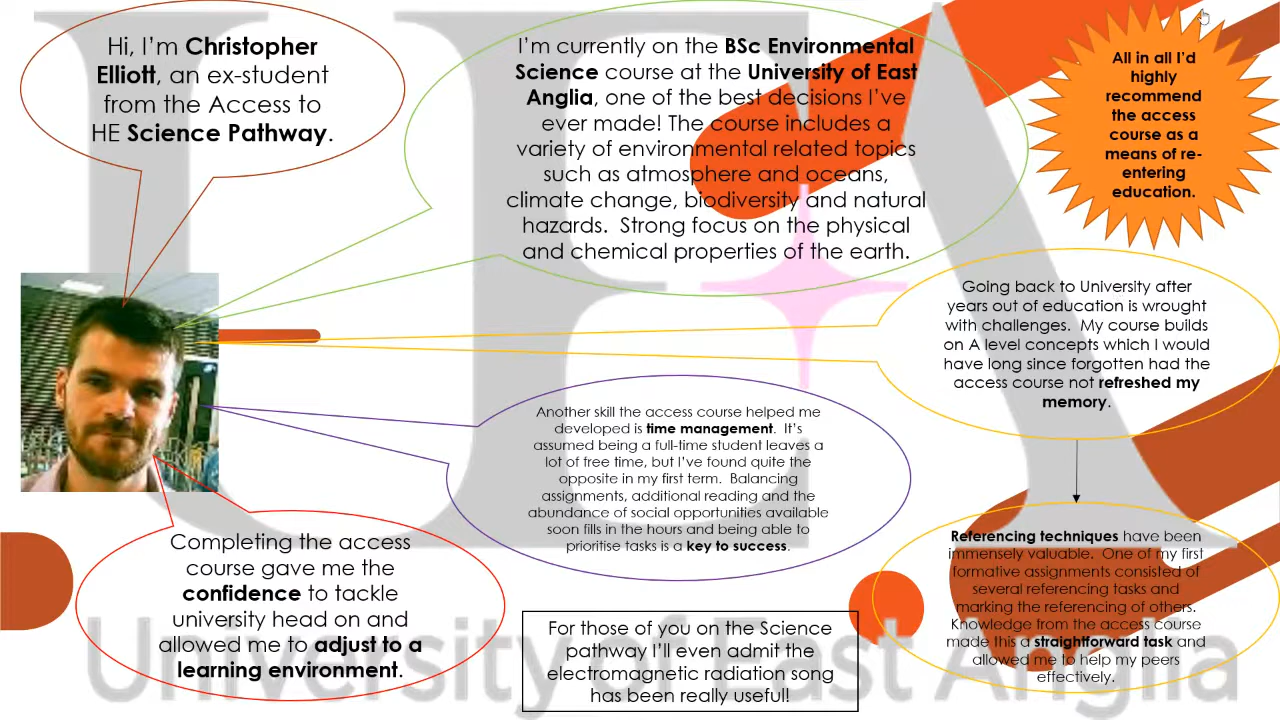 Hi, I'm Christopher
Elliott, an ex-student
from the Access to
HE Science Pathway.
I'm currently on the BSc Environmental
Science course at the University of East
Anglia, one of the best decisions I've
ever made! The course includes a
variety of environmental related topics
such as atmosphere and oceans,
climate change, biodiversity and natural
hazards. Strong focus on the physical
and chemical properties of the earth.
All in all I'd
highly
recommend
the access
course as a
means of re-
entering
education.
Going back to University after
years out of education is wrought
with challenges. My course builds
on A level concepts which I would
have long since forgotten had the
access course not refreshed my
memory.
Another skill the access course helped me
developed is time management. It's
assumed being a full-time student leaves a
lot of free time, but I've found quite the
opposite in my first term. Balancing
assignments, additional reading and the
abundance of social opportunities available
soon fills in the hours and being able to
prioritise tasks is a key to success.
Referencing techniques have been
immensely valuable. One of my first
formative assignments consisted of
several referencing tasks and
marking the referencing of others.
Knowledge from the access course
made this a straightforward task and
allowed me to help my peers
effectively.
Completing the access
course gave me the
confidence to tackle
university head on and
allowed me to adjust to a
learning environment.
For those of you on the Science
pathway I'll even admit the
electromagnetic radiation song
has been really useful!
UEA
University of East Anglia